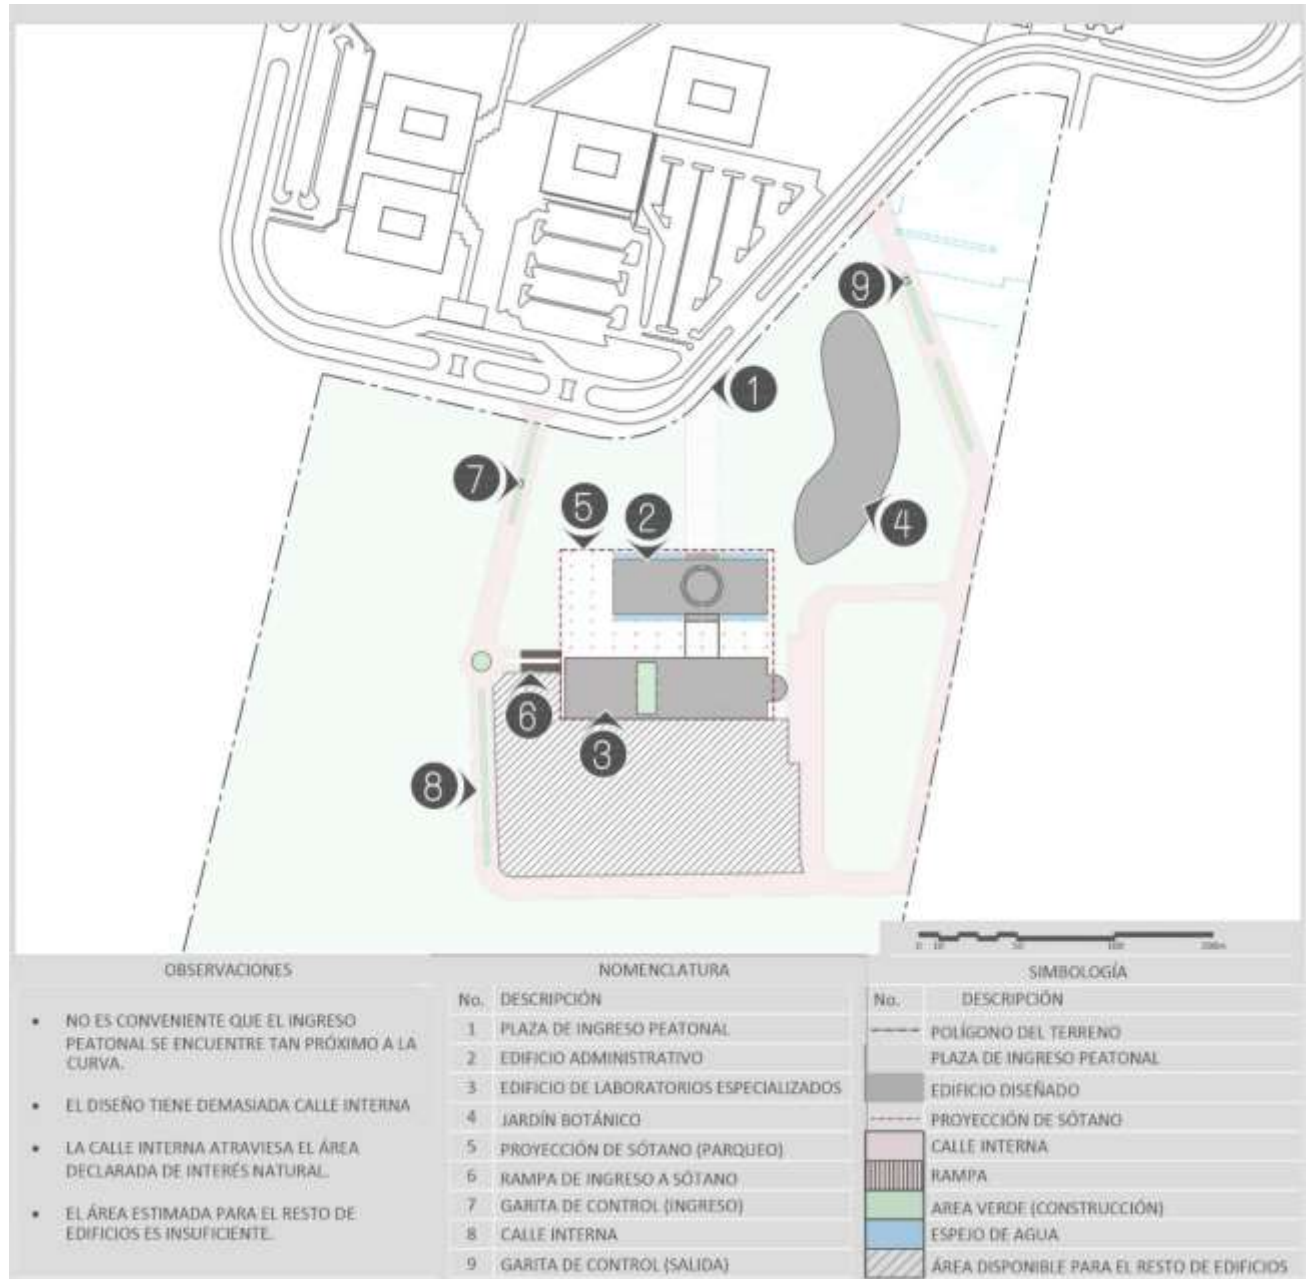 9
1
7
5
2
4
6
3
8
0 10 50 100 200m
OBSERVACIONES
• NO ES CONVENIENTE QUE EL INGRESO
PEATONAL SE ENCUENTRE TAN PRÓXIMO A LA
CURVA.
• EL DISEÑO TIENE DEMASIADA CALLE INTERNA
• LA CALLE INTERNA ATRAVIESA EL ÁREA
DECLARADA DE INTERÉS NATURAL.
• EL ÁREA ESTIMADA PARA EL RESTO DE
EDIFICIOS ES INSUFICIENTE.
NOMENCLATURA
No. DESCRIPCIÓN
1 PLAZA DE INGRESO PEATONAL
2 EDIFICIO ADMINISTRATIVO
3 EDIFICIO DE LABORATORIOS ESPECIALIZADOS
4 JARDÍN BOTÁNICO
5 PROYECCIÓN DE SÓTANO (PARQUEO)
6 RAMPA DE INGRESO A SÓTANO
7 GARITA DE CONTROL (INGRESO)
8 CALLE INTERNA
9 GARITA DE CONTROL (SALIDA)
SIMBOLOGÍA
No. DESCRIPCIÓN
POLÍGONO DEL TERRENO
PLAZA DE INGRESO PEATONAL
EDIFICIO DISEÑADO
PROYECCIÓN DE SÓTANO
CALLE INTERNA
RAMPA
AREA VERDE (CONSTRUCCIÓN)
ESPEJO DE AGUA
ÁREA DISPONIBLE PARA EL RESTO DE EDIFICIOS